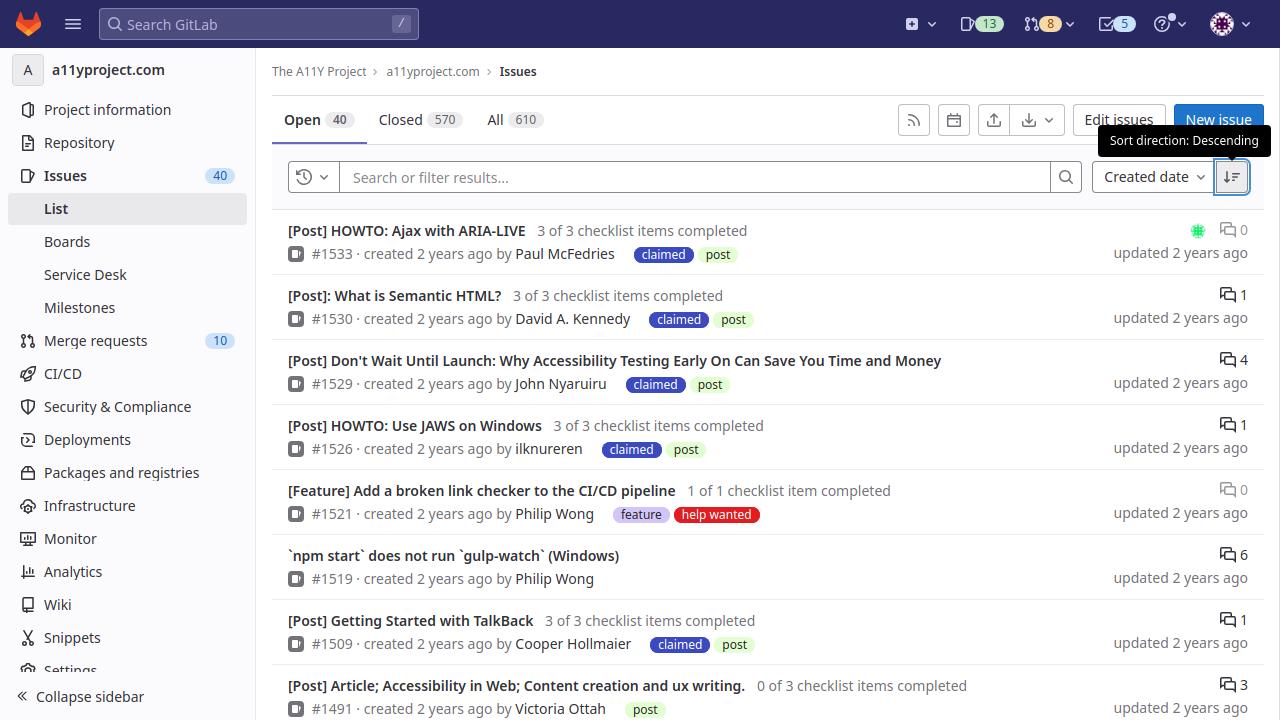 Search GitLab
/
13
8
5
A a11yproject.com
Project information
Repository
Issues 40
List
Boards
Service Desk
Milestones
Merge requests 10
CI/CD
Security & Compliance
Deployments
Packages and registries
Infrastructure
Monitor
Analytics
Wiki
Snippets
Settings
Collapse sidebar
The A11Y Project › a11yproject.com › Issues
Open 40 Closed 570 All 610
Edit issues
New issue
Sort direction: Descending
Search or filter results...
Created date
[Post] HOWTO: Ajax with ARIA-LIVE 3 of 3 checklist items completed 0
#1533 · created 2 years ago by Paul McFedries claimed post updated 2 years ago
[Post]: What is Semantic HTML? 3 of 3 checklist items completed 1
#1530 · created 2 years ago by David A. Kennedy claimed post updated 2 years ago
[Post] Don't Wait Until Launch: Why Accessibility Testing Early On Can Save You Time and Money 4
#1529 · created 2 years ago by John Nyaruiru claimed post updated 2 years ago
[Post] HOWTO: Use JAWS on Windows 3 of 3 checklist items completed 1
#1526 · created 2 years ago by ilknureren claimed post updated 2 years ago
[Feature] Add a broken link checker to the CI/CD pipeline 1 of 1 checklist item completed 0
#1521 · created 2 years ago by Philip Wong feature help wanted updated 2 years ago
`npm start` does not run `gulp-watch` (Windows) 6
#1519 · created 2 years ago by Philip Wong updated 2 years ago
[Post] Getting Started with TalkBack 3 of 3 checklist items completed 1
#1509 · created 2 years ago by Cooper Hollmaier claimed post updated 2 years ago
[Post] Article; Accessibility in Web; Content creation and ux writing. 0 of 3 checklist items completed 3
#1491 · created 2 years ago by Victoria Ottah post updated 2 years ago